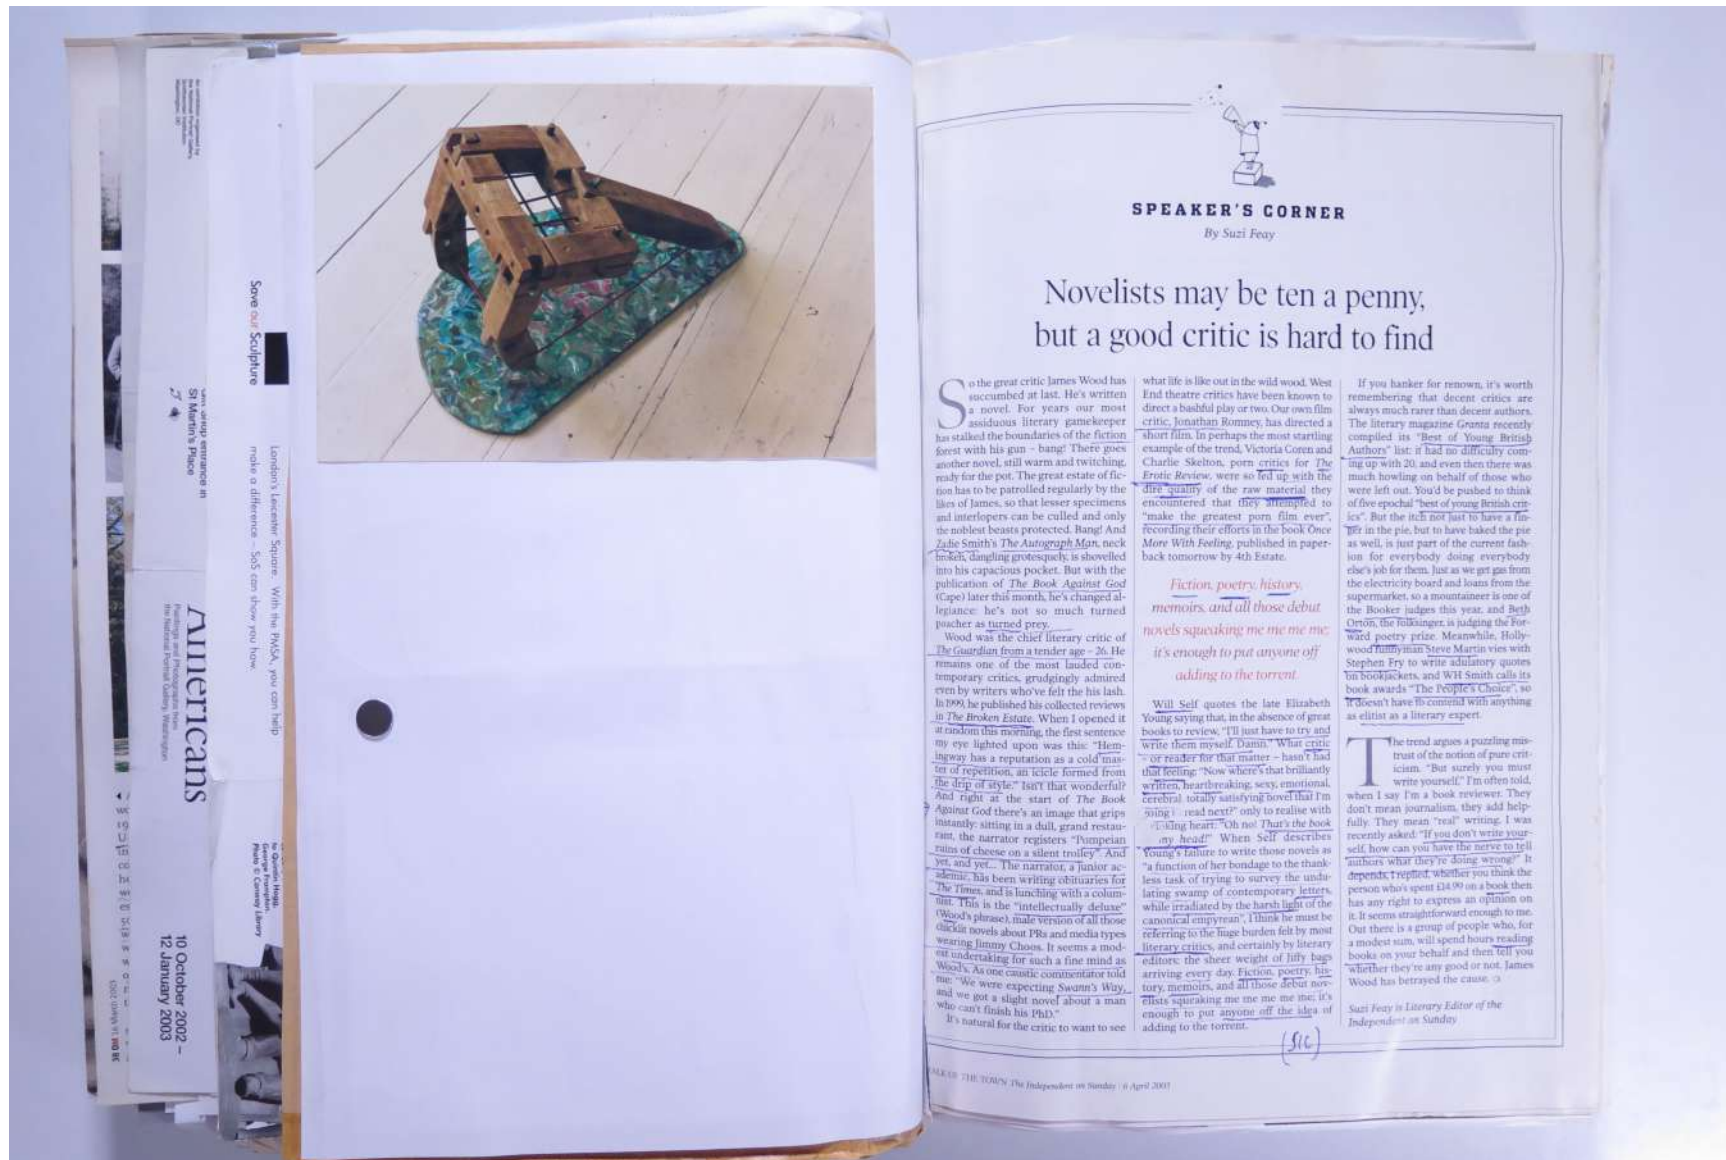 An exhibition organised by
the National Portrait Gallery,
Smithsonian Institution,
Washington, DC
St Martin's Place
Americans
Paintings and Photographs from
the National Portrait Gallery, Washington
10 October 2002 –
12 January 2003
Save our Sculpture
London's Leicester Square. With the PMSA, you can help
make a difference – SoS can show you how.
to Quintin Hogg,
George Frampton.
Photo © Conway Library
SPEAKER'S CORNER
By Suzi Feay
Novelists may be ten a penny,
but a good critic is hard to find
So the great critic James Wood has
succumbed at last. He's written
a novel. For years our most
assiduous literary gamekeeper
has stalked the boundaries of the fiction
forest with his gun – bang! There goes
another novel, still warm and twitching,
ready for the pot. The great estate of fic-
tion has to be patrolled regularly by the
likes of James, so that lesser specimens
and interlopers can be culled and only
the noblest beasts protected. Bang! And
Zadie Smith's The Autograph Man, neck
broken, dangling grotesquely, is shovelled
into his capacious pocket. But with the
publication of The Book Against God
(Cape) later this month, he's changed al-
legiance: he's not so much turned
poacher as turned prey.
Wood was the chief literary critic of
The Guardian from a tender age – 26. He
remains one of the most lauded con-
temporary critics, grudgingly admired
even by writers who've felt the his lash.
In 1999, he published his collected reviews
in The Broken Estate. When I opened it
at random this morning, the first sentence
my eye lighted upon was this: "Hem-
ingway has a reputation as a cold mas-
ter of repetition, an icicle formed from
the drip of style." Isn't that wonderful?
And right at the start of The Book
Against God there's an image that grips
instantly: sitting in a dull, grand restau-
rant, the narrator registers "Pompeian
ruins of cheese on a silent trolley". And
yet, and yet... The narrator, a junior ac-
ademic, has been writing obituaries for
The Times, and is lunching with a colum-
nist. This is the "intellectually deluxe"
(Wood's phrase), male version of all those
chicklit novels about PRs and media types
wearing Jimmy Choos. It seems a mod-
est undertaking for such a fine mind as
Wood's. As one caustic commentator told
me: "We were expecting Swann's Way,
and we got a slight novel about a man
who can't finish his PhD."
It's natural for the critic to want to see
what life is like out in the wild wood. West
End theatre critics have been known to
direct a bashful play or two. Our own film
critic, Jonathan Romney, has directed a
short film. In perhaps the most startling
example of the trend, Victoria Coren and
Charlie Skelton, porn critics for The
Erotic Review, were so fed up with the
dire quality of the raw material they
encountered that they attempted to
"make the greatest porn film ever",
recording their efforts in the book Once
More With Feeling, published in paper-
back tomorrow by 4th Estate.
Fiction, poetry, history,
memoirs, and all those debut
novels squeaking me me me me;
it's enough to put anyone off
adding to the torrent.
Will Self quotes the late Elizabeth
Young saying that, in the absence of great
books to review, "I'll just have to try and
write them myself. Damn." What critic
– or reader for that matter – hasn't had
that feeling: "Now where's that brilliantly
written, heartbreaking, sexy, emotional,
cerebral totally satisfying novel that I'm
going read next?" only to realise with
king heart: "Oh no! That's the book
my head!" When Self describes
Young's failure to write those novels as
"a function of her bondage to the thank-
less task of trying to survey the undu-
lating swamp of contemporary letters,
while irradiated by the harsh light of the
canonical empyrean", I think he must be
referring to the huge burden felt by most
literary critics, and certainly by literary
editors: the sheer weight of Jiffy bags
arriving every day. Fiction, poetry, his-
tory, memoirs, and all those debut nov-
elists squeaking me me me me me; it's
enough to put anyone off the idea of
adding to the torrent.
(SIC)
If you hanker for renown, it's worth
remembering that decent critics are
always much rarer than decent authors.
The literary magazine Granta recently
compiled its "Best of Young British
Authors" list: it had no difficulty com-
ing up with 20, and even then there was
much howling on behalf of those who
were left out. You'd be pushed to think
of five epochal "best of young British crit-
ics". But the itch not just to have a fin-
ger in the pie, but to have baked the pie
as well, is just part of the current fash-
ion for everybody doing everybody
else's job for them. Just as we get gas from
the electricity board and loans from the
supermarket, so a mountaineer is one of
the Booker judges this year, and Beth
Orton, the folksinger, is judging the For-
ward poetry prize. Meanwhile, Holly-
wood funnyman Steve Martin vies with
Stephen Fry to write adulatory quotes
on bookjackets, and WH Smith calls its
book awards "The People's Choice", so
it doesn't have to contend with anything
as elitist as a literary expert.
The trend argues a puzzling mis-
trust of the notion of pure crit-
icism. "But surely you must
write yourself," I'm often told,
when I say I'm a book reviewer. They
don't mean journalism, they add help-
fully. They mean "real" writing. I was
recently asked: "If you don't write your-
self, how can you have the nerve to tell
authors what they're doing wrong?" It
depends, I replied, whether you think the
person who's spent £14.99 on a book then
has any right to express an opinion on
it. It seems straightforward enough to me.
Out there is a group of people who, for
a modest sum, will spend hours reading
books on your behalf and then tell you
whether they're any good or not. James
Wood has betrayed the cause.
Suzi Feay is Literary Editor of the
Independent on Sunday
TALK OF THE TOWN The Independent on Sunday 6 April 2003